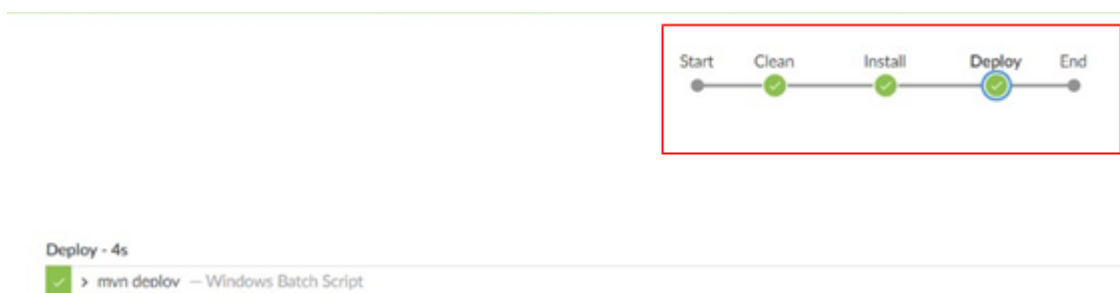 Start Clean Install Deploy End
Deploy - 4s
> mvn deploy — Windows Batch Script